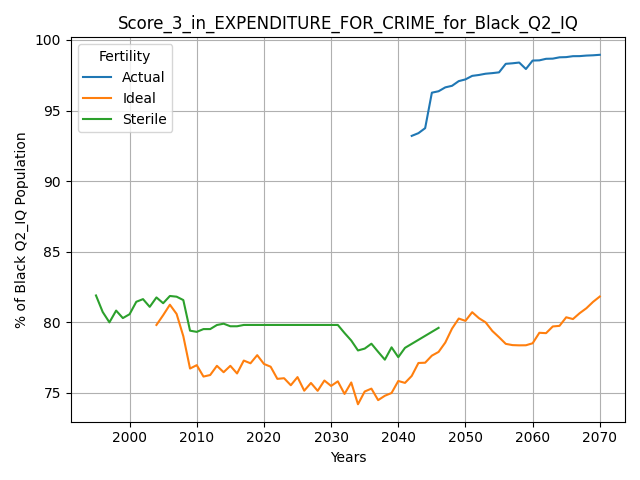 Score_3_in_EXPENDITURE_FOR_CRIME_for_Black_Q2_IQ
Fertility
Actual
Ideal
Sterile
% of Black Q2_IQ Population
100
95
90
85
80
75
2000 2010 2020 2030 2040 2050 2060 2070
Years